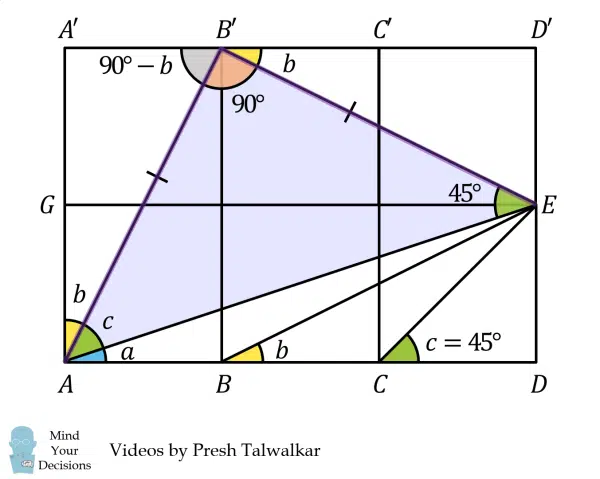 A′ B′ C′ D′
90° − b b
90°
G 45° E
b
c
a b c = 45°
A B C D
Mind
Your
Decisions
Videos by Presh Talwalkar